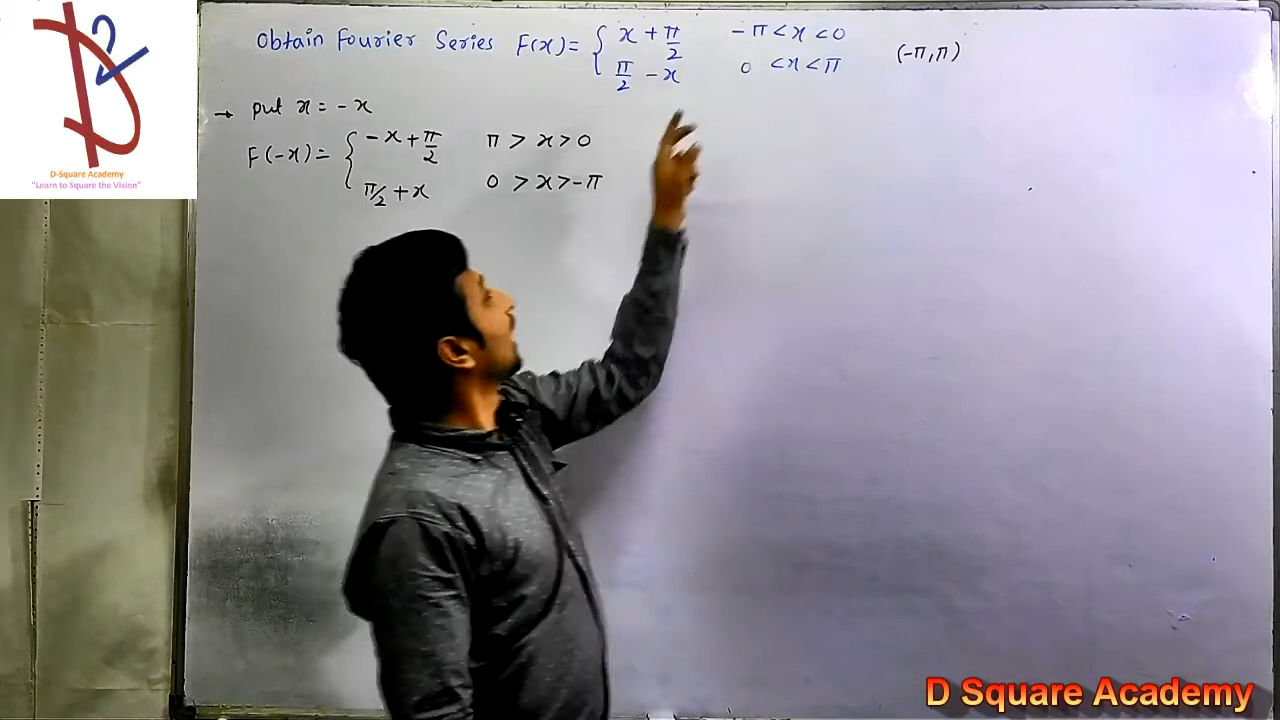 Obtain Fourier Series F(x) = { x + π/2 -π < x < 0 (-π, π)
π/2 - x 0 < x < π
→ put x = -x
F(-x) = { -x + π/2 π > x > 0
π/2 + x 0 > x > -π
D-Square Academy
"Learn to Square the Vision"
D Square Academy